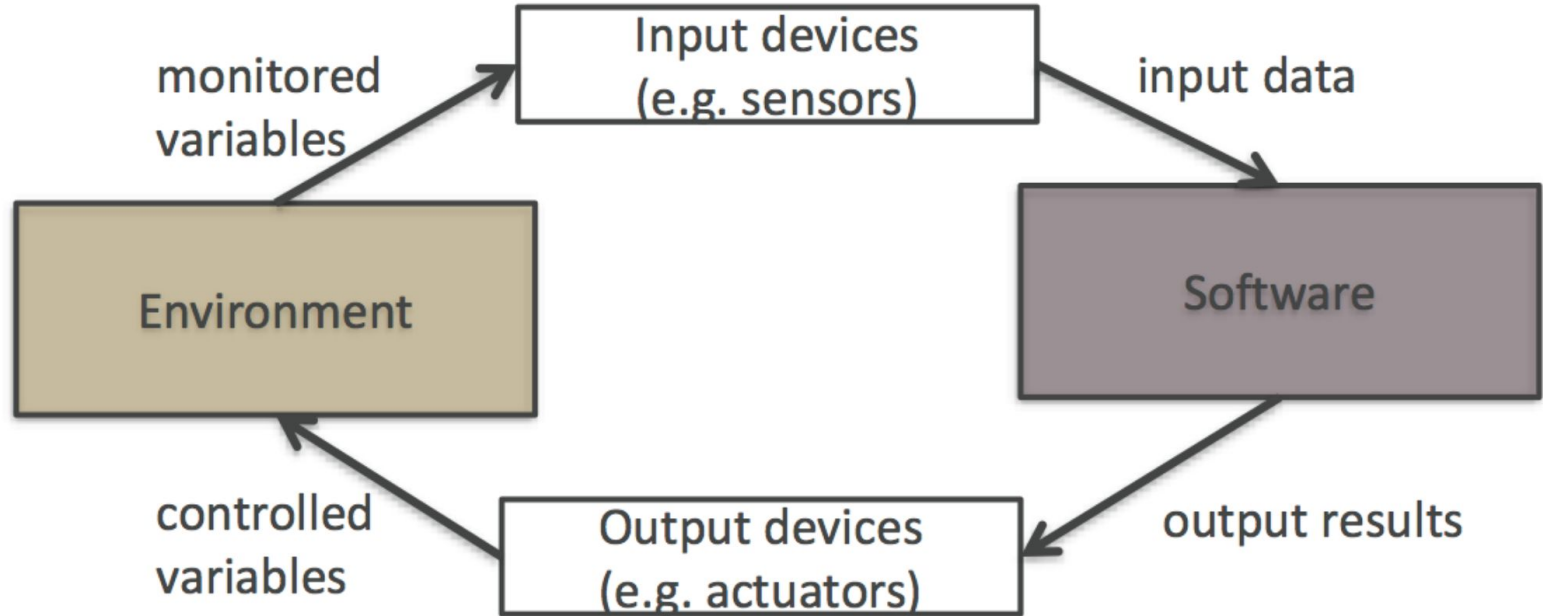 Input devices
(e.g. sensors)
monitored
variables
input data
Environment
Software
controlled
variables
Output devices
(e.g. actuators)
output results